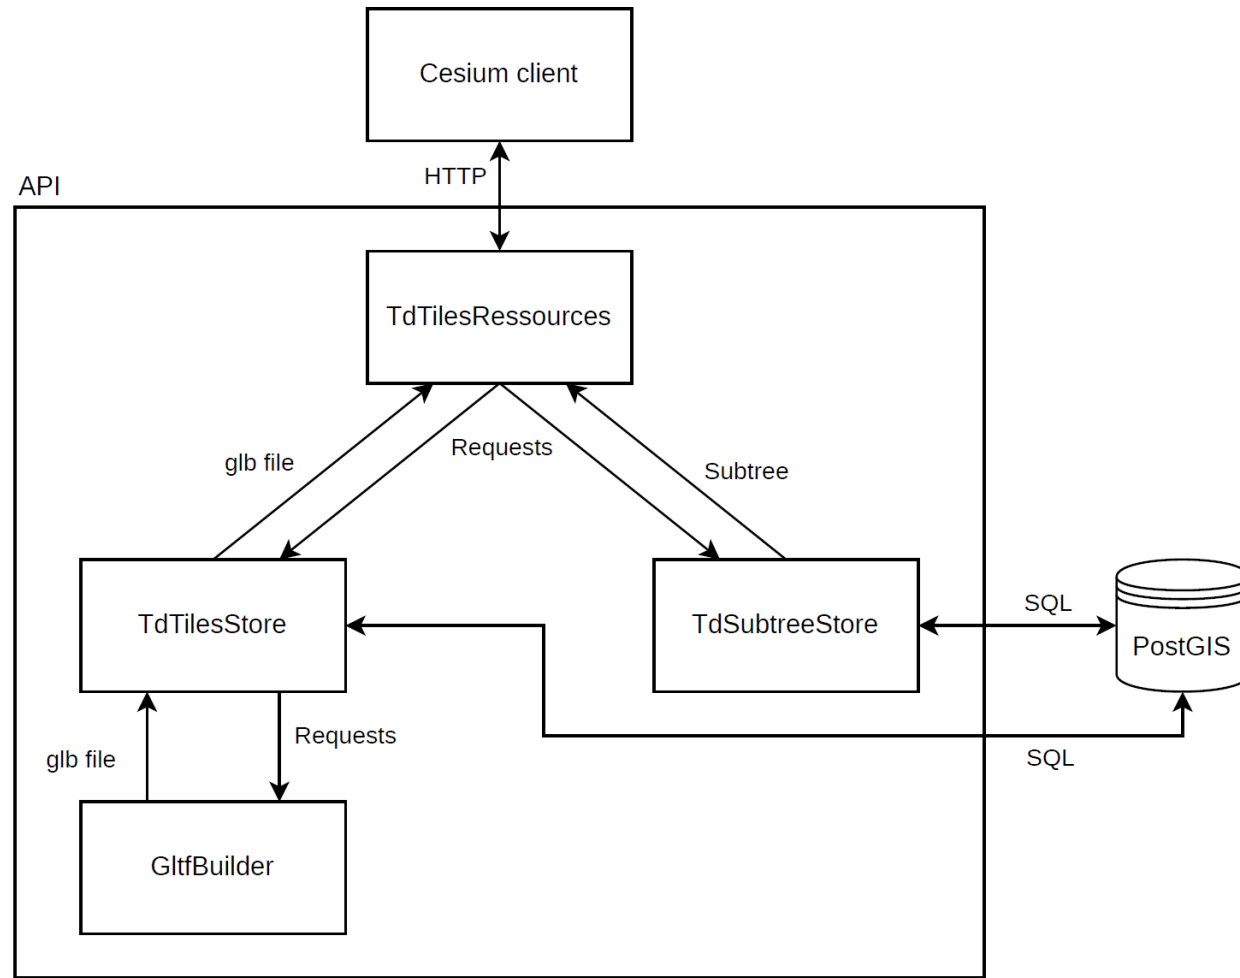 Cesium client
HTTP
API
TdTilesRessources
glb file
Requests
Subtree
TdTilesStore
TdSubtreeStore
SQL
PostGIS
Requests
glb file
SQL
GltfBuilder